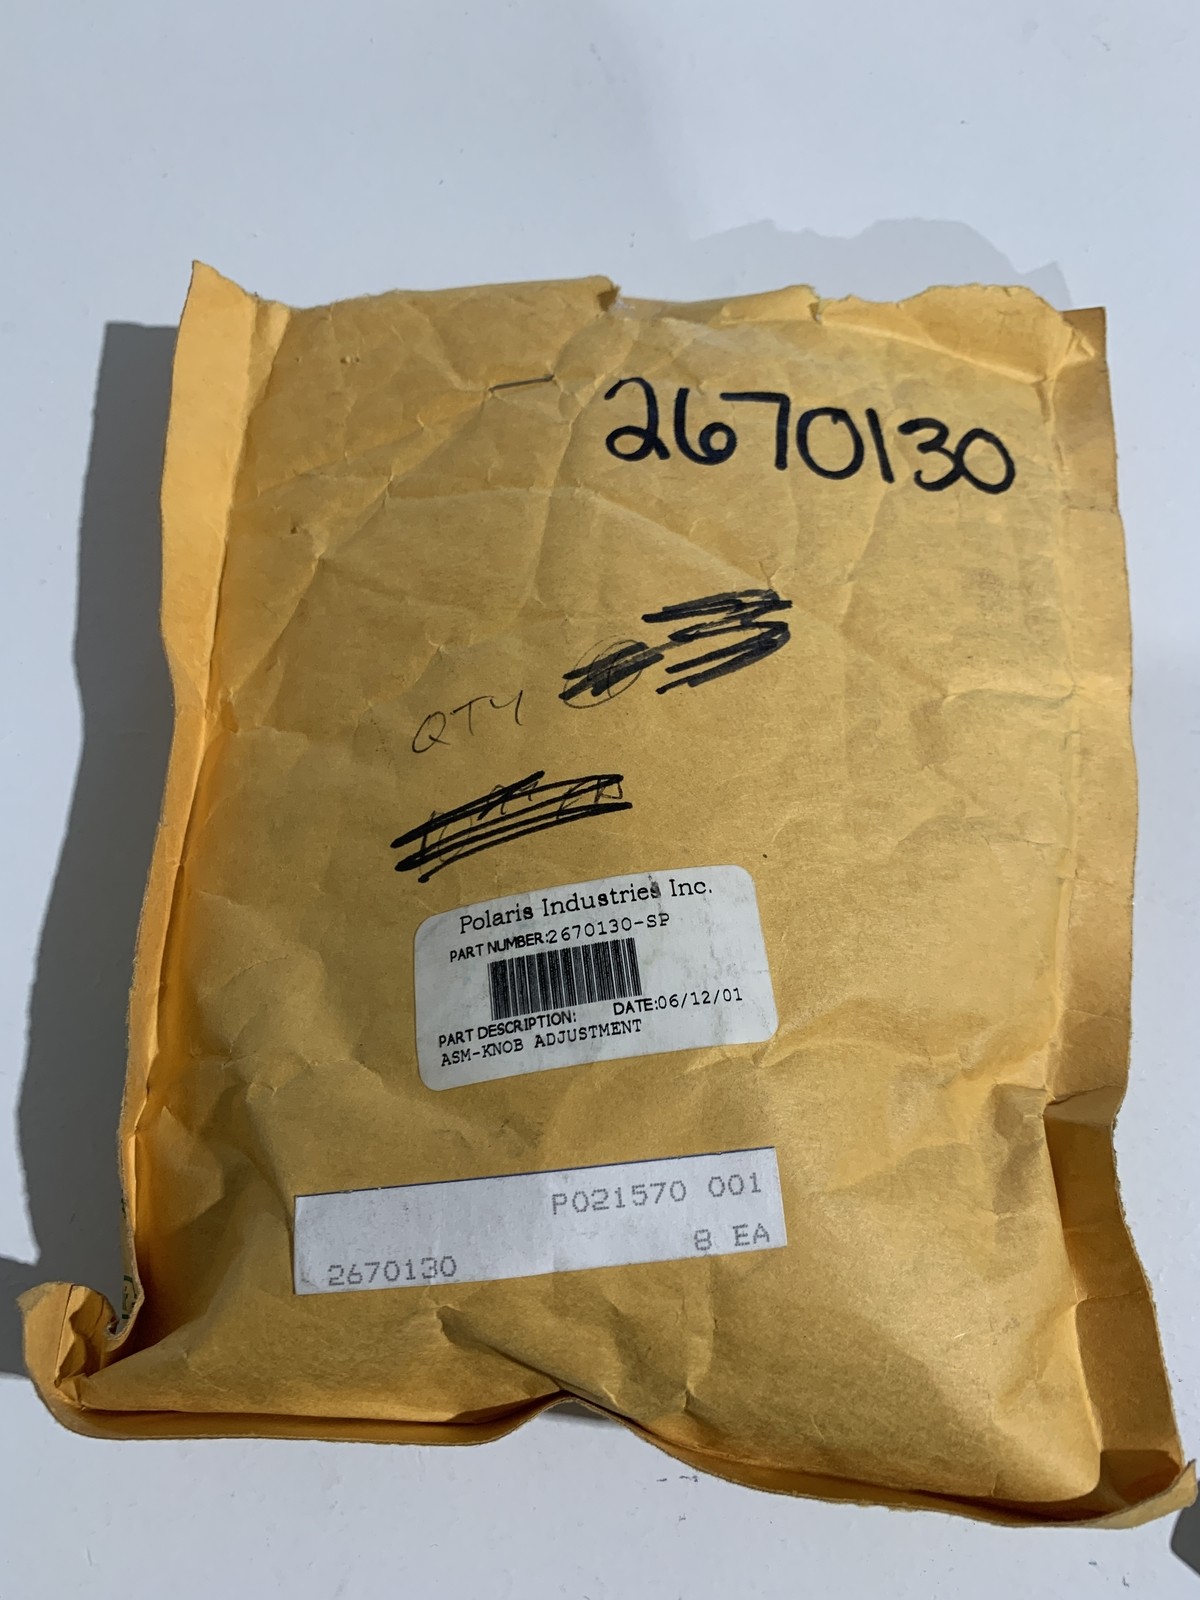 2670130
QTY
Polaris Industries Inc.
PART NUMBER:2670130-SP
DATE:06/12/01
PART DESCRIPTION:
ASM-KNOB ADJUSTMENT
P021570 001
8 EA
2670130